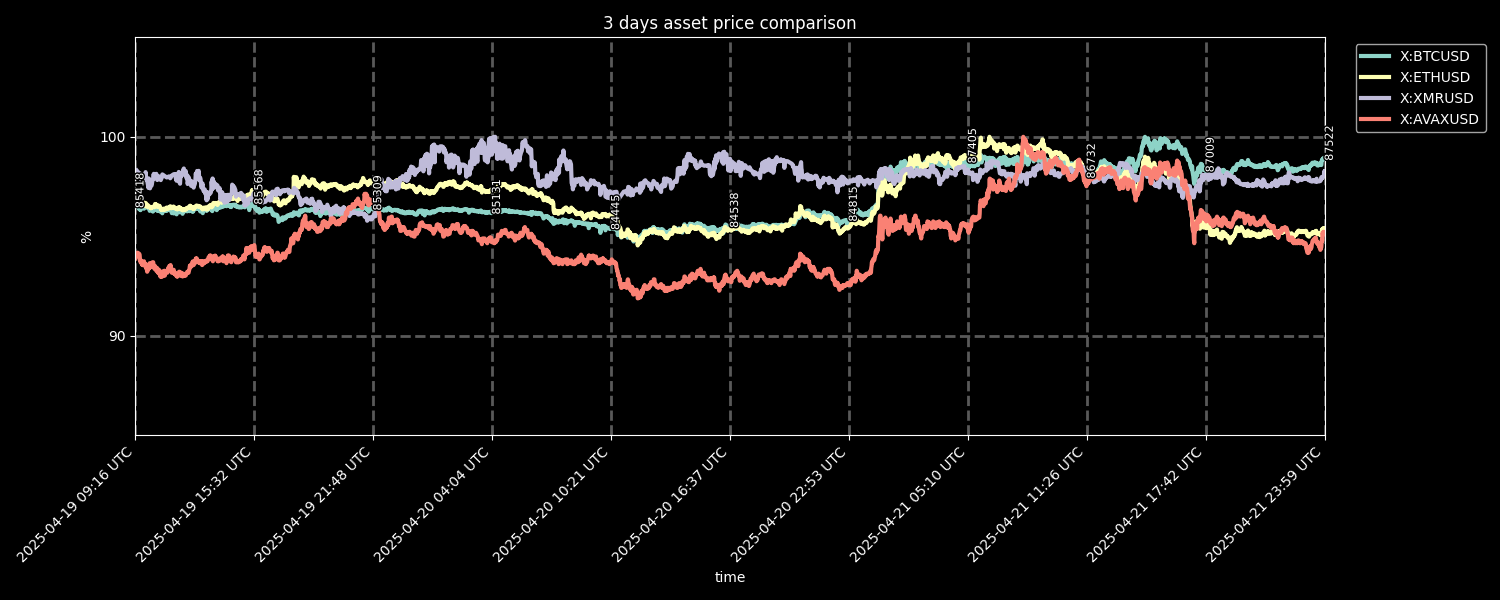 3 days asset price comparison
X:BTCUSD
X:ETHUSD
X:XMRUSD
X:AVAXUSD
100
90
%
85418
85568
85309
85131
84445
84538
84815
87405
86732
87009
87522
2025-04-19 09:16 UTC
2025-04-19 15:32 UTC
2025-04-19 21:48 UTC
2025-04-20 04:04 UTC
2025-04-20 10:21 UTC
2025-04-20 16:37 UTC
2025-04-20 22:53 UTC
2025-04-21 05:10 UTC
2025-04-21 11:26 UTC
2025-04-21 17:42 UTC
2025-04-21 23:59 UTC
time